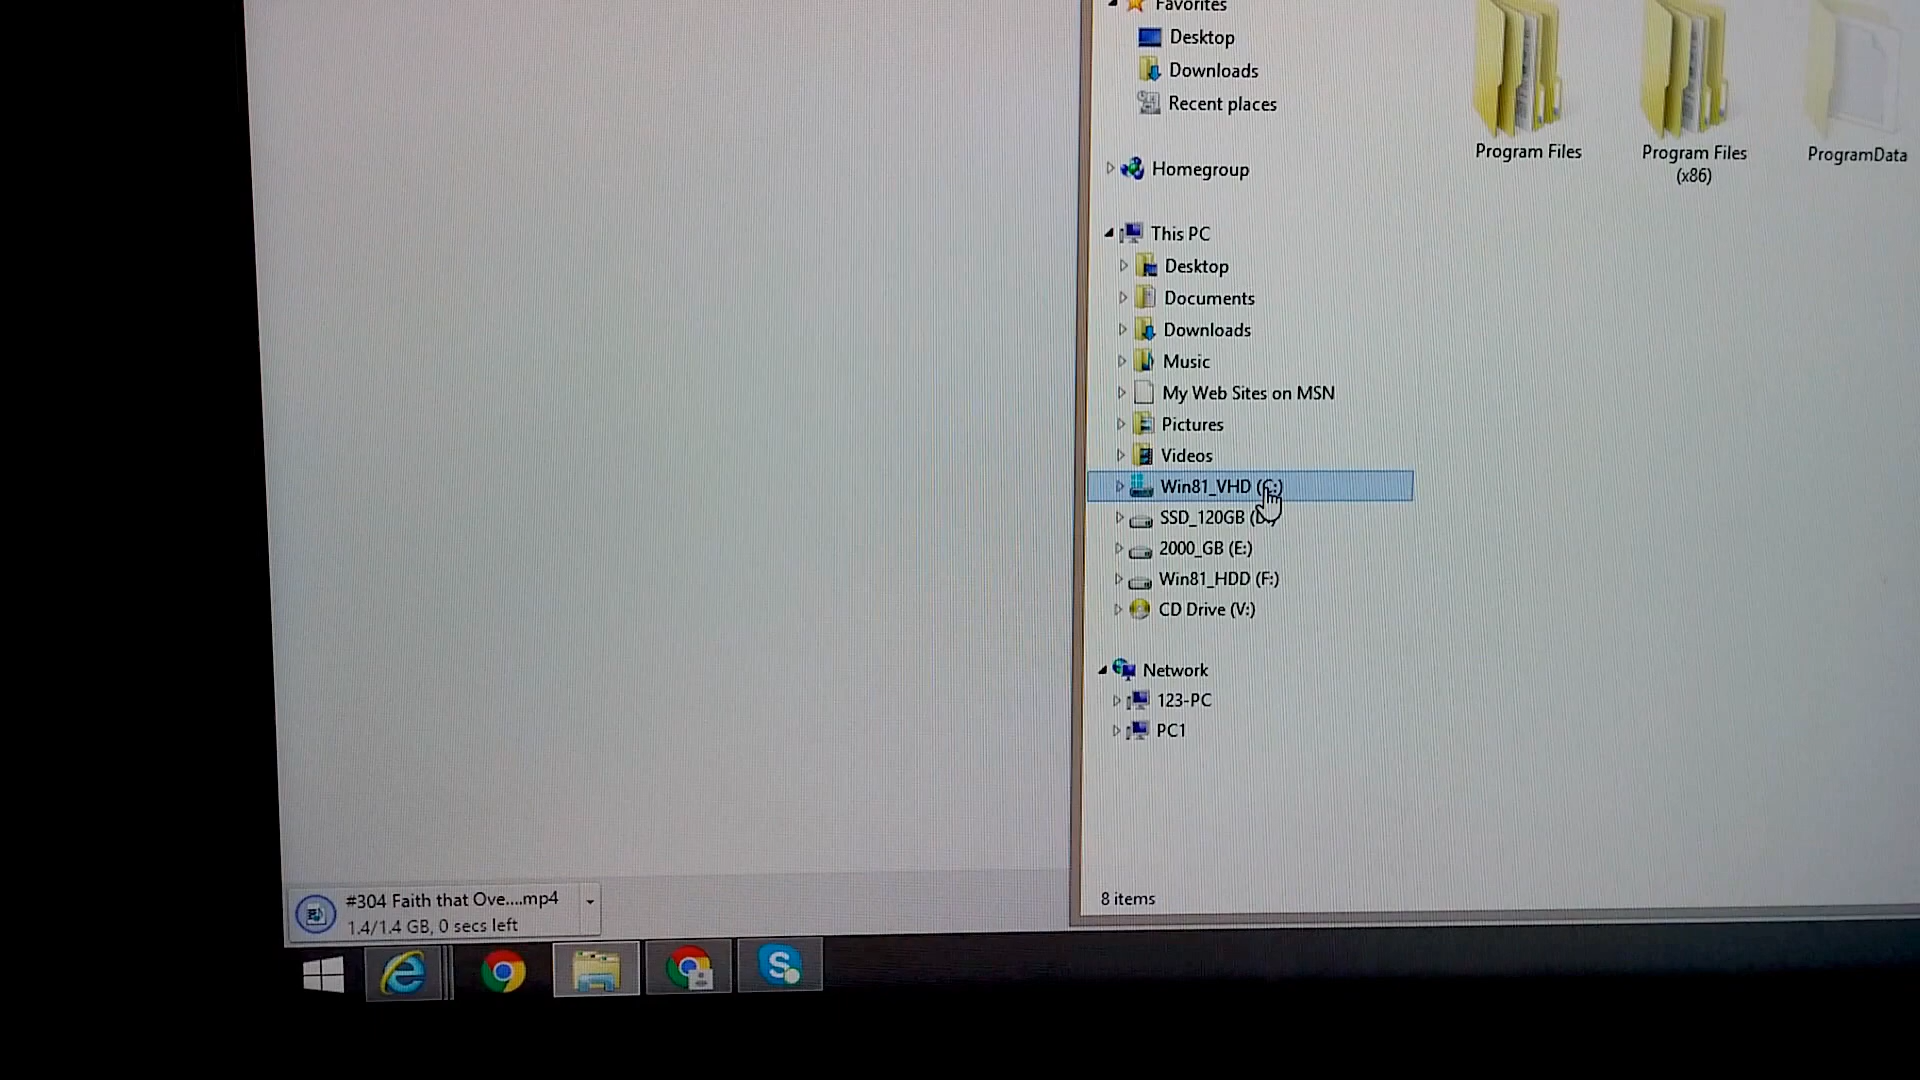 Favorites
Desktop
Downloads
Recent places
Homegroup
This PC
Desktop
Documents
Downloads
Music
My Web Sites on MSN
Pictures
Videos
Win81_VHD (C:)
SSD_120GB (D:)
2000_GB (E:)
Win81_HDD (F:)
CD Drive (V:)
Network
123-PC
PC1
8 items
Program Files
Program Files
(x86)
ProgramData
#304 Faith that Ove....mp4
1.4/1.4 GB, 0 secs left